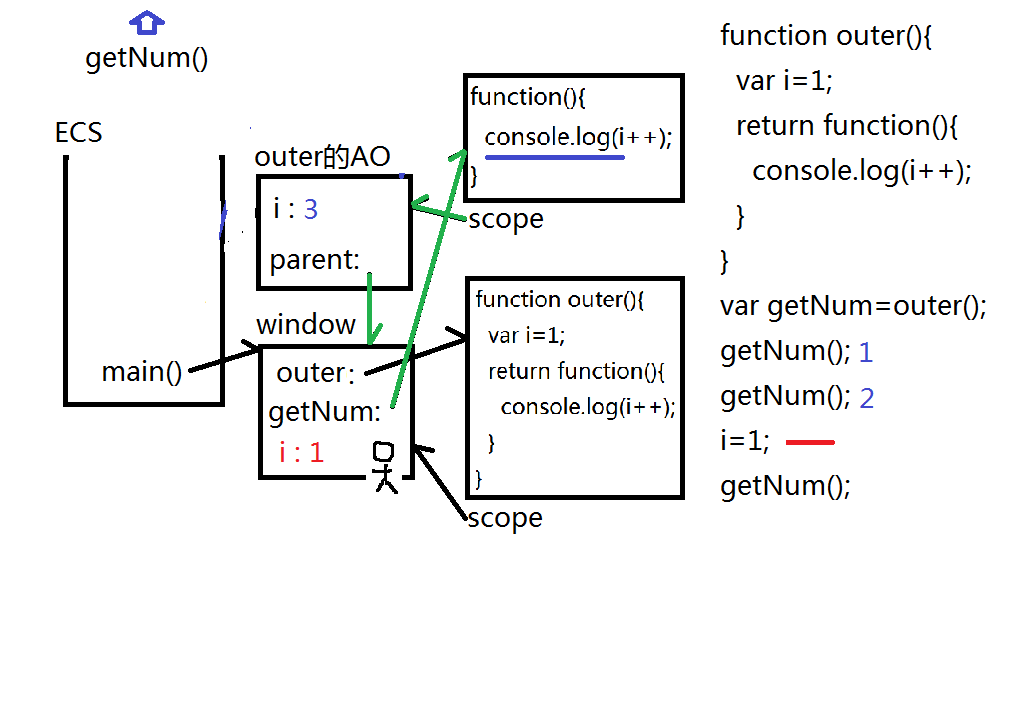 getNum()
ECS
main()
outer的AO
i : 3
parent:
window
outer:
getNum:
i : 1
function(){
console.log(i++);
}
scope
function outer(){
var i=1;
return function(){
console.log(i++);
}
}
scope
function outer(){
var i=1;
return function(){
console.log(i++);
}
}
var getNum=outer();
getNum(); 1
getNum(); 2
i=1;
getNum();